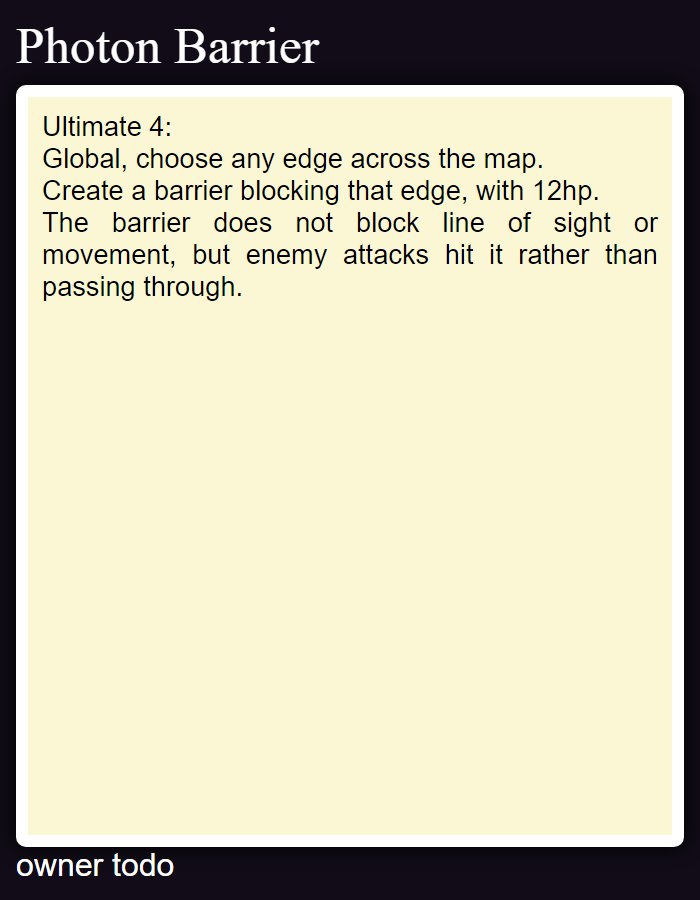 Photon Barrier
Ultimate 4:
Global, choose any edge across the map.
Create a barrier blocking that edge, with 12hp.
The barrier does not block line of sight or
movement, but enemy attacks hit it rather than
passing through.
owner todo